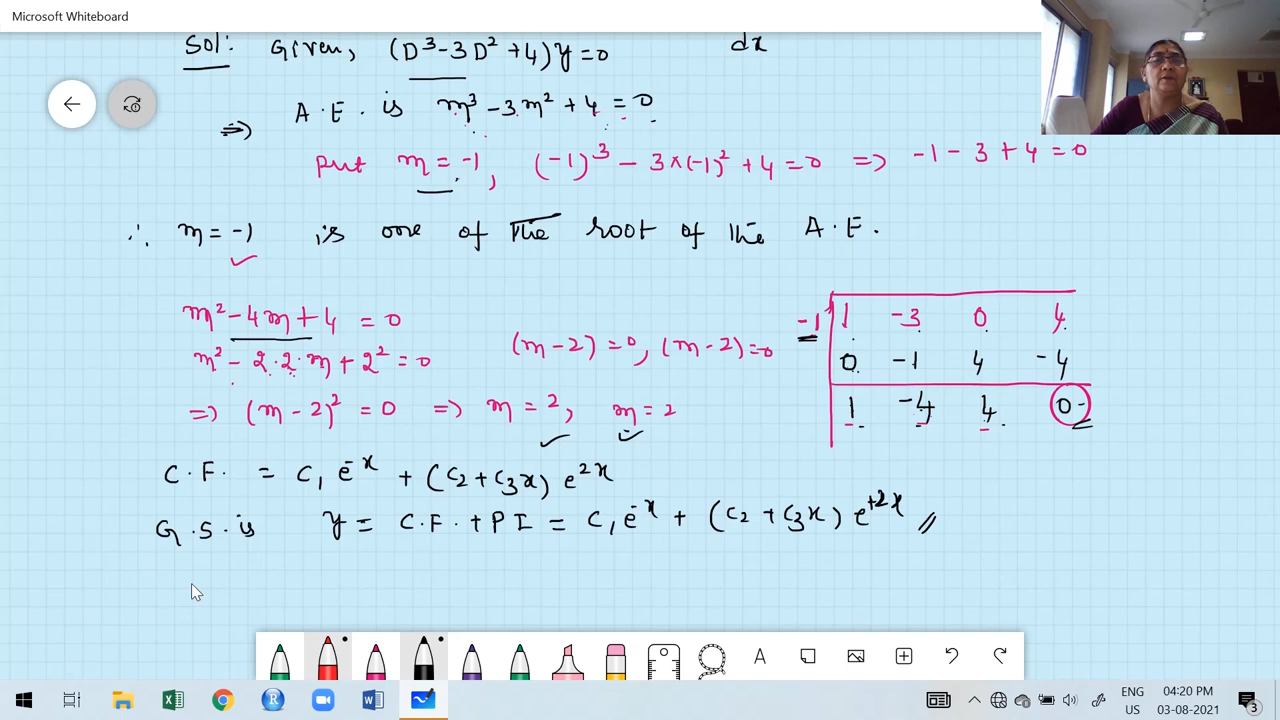 Microsoft Whiteboard
Sol: Given, (D³-3D²+4)y=0 dx
=> A.E. is m³-3m²+4=0
put m=-1, (-1)³-3×(-1)²+4=0 => -1-3+4=0
∴ m=-1 is one of The root of the A.E.
m²-4m+4=0
m²-2·2·m+2²=0
(m-2)=0, (m-2)=0
=> (m-2)²=0 => m=2, m=2
-1 1 -3 0 4
0 -1 4 -4
1 -4 4 0
C.F. = C₁e⁻ˣ+(C₂+C₃x)e²ˣ
G.S. is y = C.F.+PI = C₁e⁻ˣ+(C₂+C₃x)e⁺²ˣ //
A
X
R
W
ENG
US
04:20 PM
03-08-2021
3